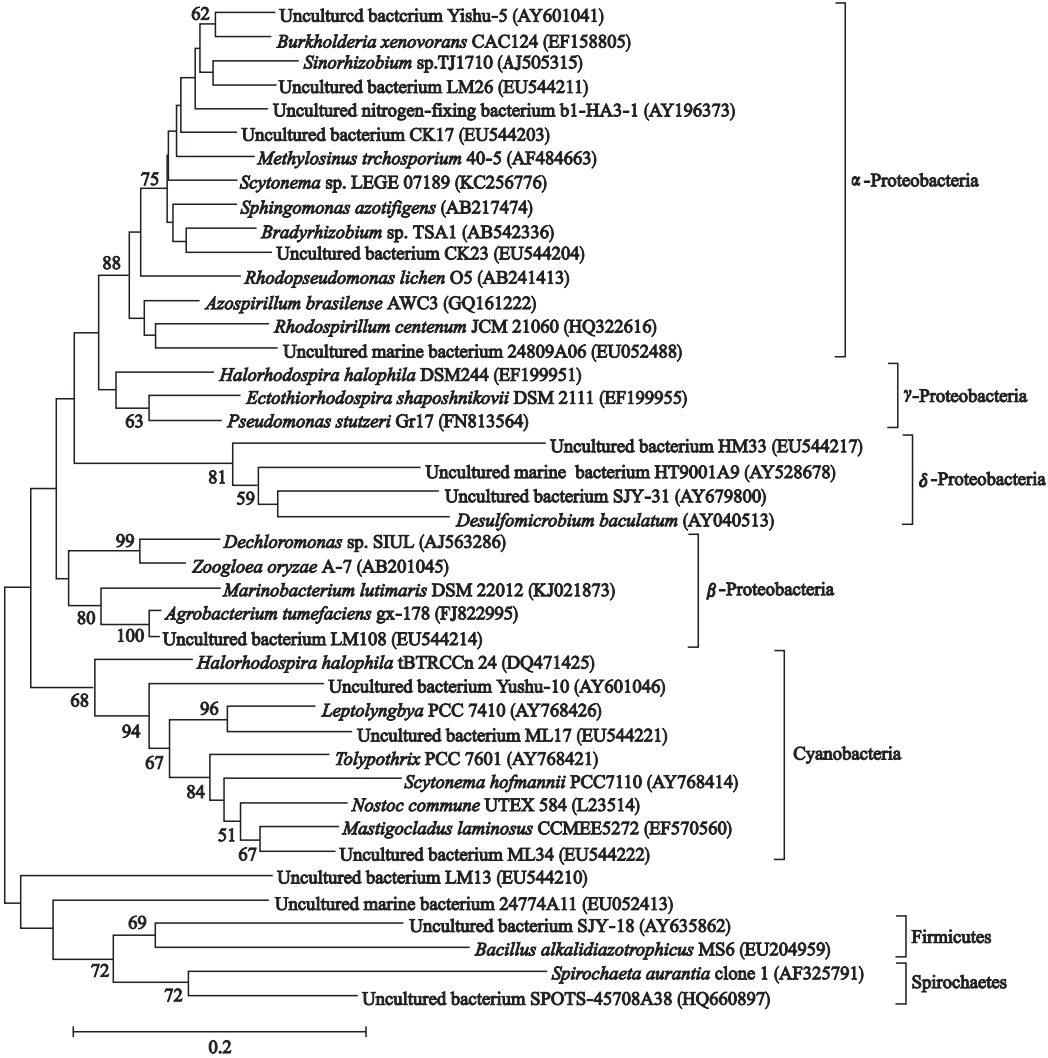 62
Uncultured bacterium Yishu-5 (AY601041)
Burkholderia xenovorans CAC124 (EF158805)
Sinorhizobium sp.TJ1710 (AJ505315)
Uncultured bacterium LM26 (EU544211)
Uncultured nitrogen-fixing bacterium b1-HA3-1 (AY196373)
Uncultured bacterium CK17 (EU544203)
Methylosinus trchosporium 40-5 (AF484663)
75
Scytonema sp. LEGE 07189 (KC256776)
α-Proteobacteria
Sphingomonas azotifigens (AB217474)
Bradyrhizobium sp. TSA1 (AB542336)
Uncultured bacterium CK23 (EU544204)
88
Rhodopseudomonas lichen O5 (AB241413)
Azospirillum brasilense AWC3 (GQ161222)
Rhodospirillum centenum JCM 21060 (HQ322616)
Uncultured marine bacterium 24809A06 (EU052488)
Halorhodospira halophila DSM244 (EF199951)
Ectothiorhodospira shaposhnikovii DSM 2111 (EF199955)
γ-Proteobacteria
63
Pseudomonas stutzeri Gr17 (FN813564)
Uncultured bacterium HM33 (EU544217)
81
Uncultured marine bacterium HT9001A9 (AY528678)
δ-Proteobacteria
59
Uncultured bacterium SJY-31 (AY679800)
Desulfomicrobium baculatum (AY040513)
99
Dechloromonas sp. SIUL (AJ563286)
Zoogloea oryzae A-7 (AB201045)
Marinobacterium lutimaris DSM 22012 (KJ021873)
β-Proteobacteria
80
Agrobacterium tumefaciens gx-178 (FJ822995)
100
Uncultured bacterium LM108 (EU544214)
Halorhodospira halophila tBTRCCn 24 (DQ471425)
68
Uncultured bacterium Yushu-10 (AY601046)
96
Leptolyngbya PCC 7410 (AY768426)
94
Uncultured bacterium ML17 (EU544221)
67
Tolypothrix PCC 7601 (AY768421)
Cyanobacteria
84
Scytonema hofmannii PCC7110 (AY768414)
Nostoc commune UTEX 584 (L23514)
51
Mastigocladus laminosus CCMEE5272 (EF570560)
67
Uncultured bacterium ML34 (EU544222)
Uncultured bacterium LM13 (EU544210)
Uncultured marine bacterium 24774A11 (EU052413)
69
Uncultured bacterium SJY-18 (AY635862)
Firmicutes
Bacillus alkalidiazotrophicus MS6 (EU204959)
72
Spirochaeta aurantia clone 1 (AF325791)
Spirochaetes
72
Uncultured bacterium SPOTS-45708A38 (HQ660897)
0.2